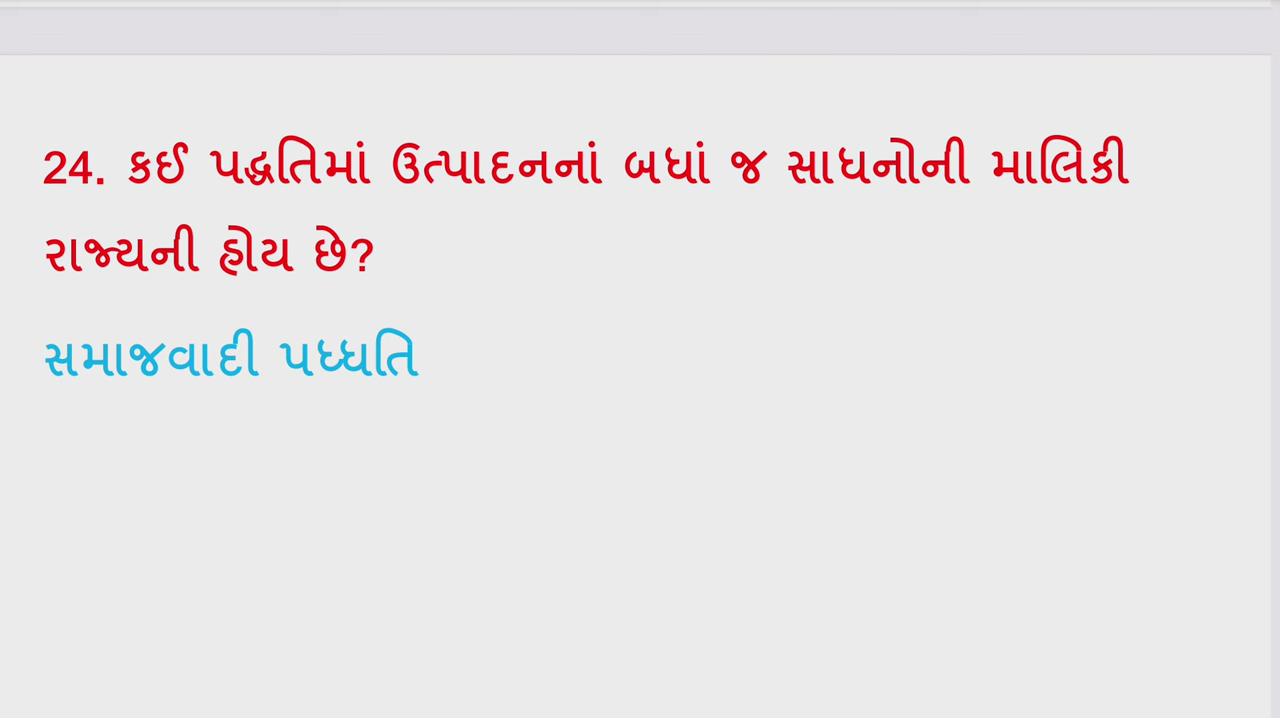 24. કઈ પદ્ધતિમાં ઉત્પાદનનાં બધાં જ સાધનોની માલિકી
રાજ્યની હોય છે?
સમાજવાદી પધ્ધતિ